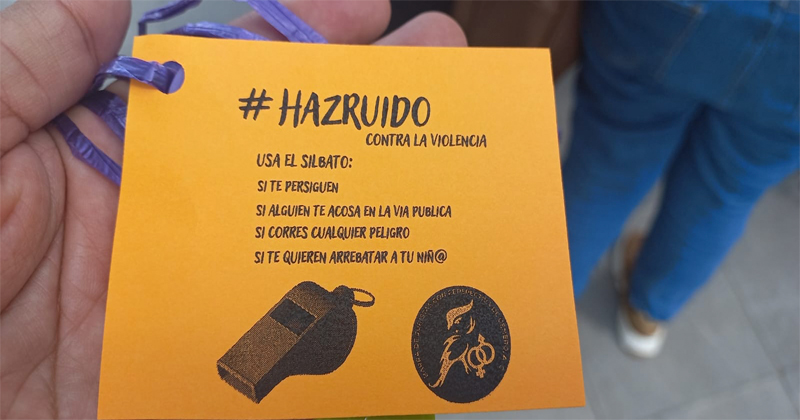 # HAZRUIDO
CONTRA LA VIOLENCIA
USA EL SILBATO:
SI TE PERSIGUEN
SI ALGUIEN TE ACOSA EN LA VIA PUBLICA
SI CORRES CUALQUIER PELIGRO
SI TE QUIEREN ARREBATAR A TU NIÑ@